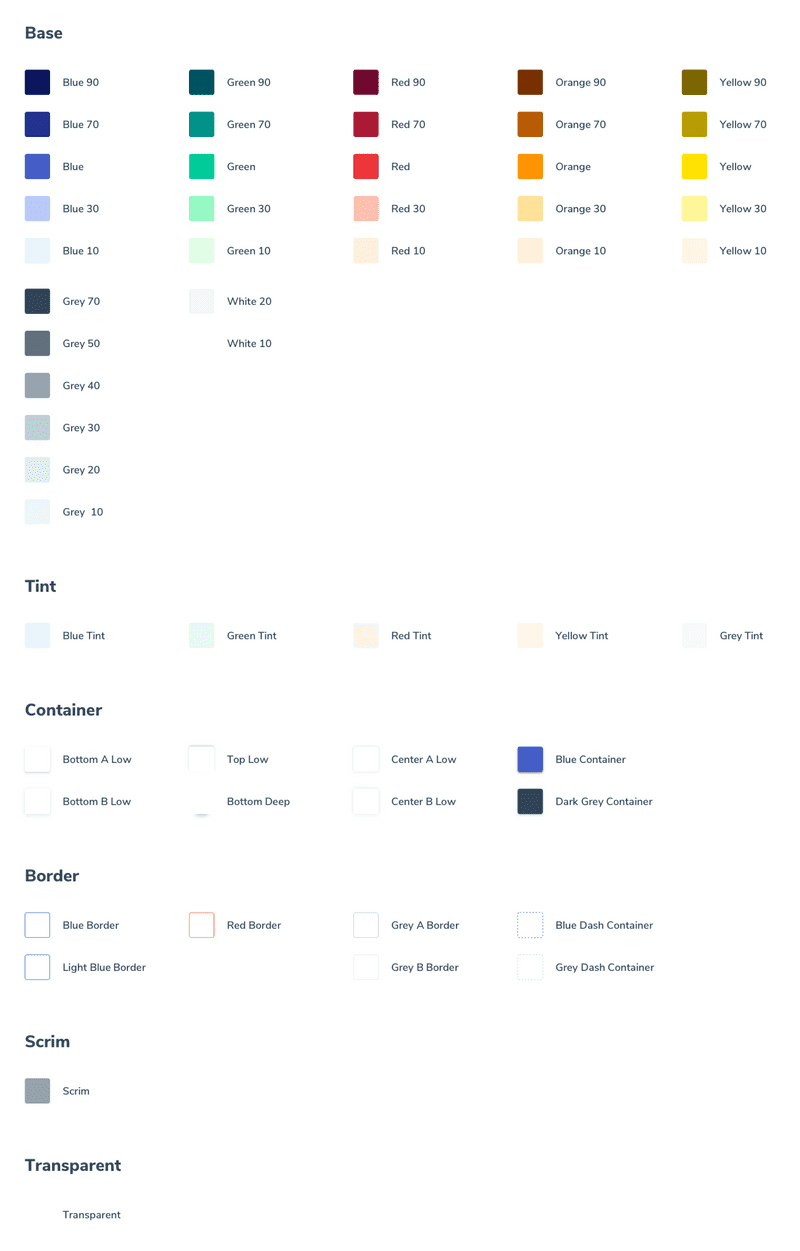 Base
Blue 90 Green 90 Red 90 Orange 90 Yellow 90
Blue 70 Green 70 Red 70 Orange 70 Yellow 70
Blue Green Red Orange Yellow
Blue 30 Green 30 Red 30 Orange 30 Yellow 30
Blue 10 Green 10 Red 10 Orange 10 Yellow 10
Grey 70 White 20
Grey 50 White 10
Grey 40
Grey 30
Grey 20
Grey 10
Tint
Blue Tint Green Tint Red Tint Yellow Tint Grey Tint
Container
Bottom A Low Top Low Center A Low Blue Container
Bottom B Low Bottom Deep Center B Low Dark Grey Container
Border
Blue Border Red Border Grey A Border Blue Dash Container
Light Blue Border Grey B Border Grey Dash Container
Scrim
Scrim
Transparent
Transparent